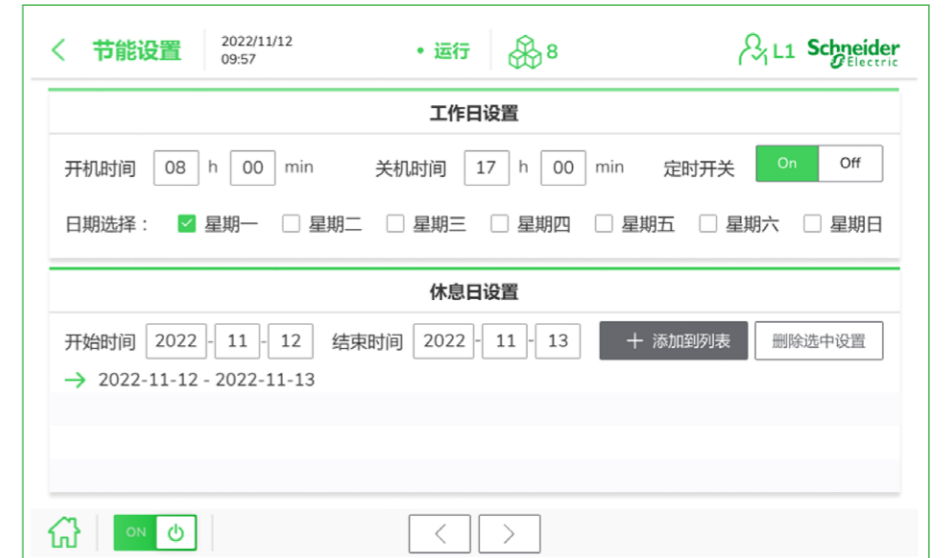 节能设置 2022/11/12 09:57 • 运行 8 L1 Schneider Electric
工作日设置
开机时间 08 h 00 min 关机时间 17 h 00 min 定时开关 On Off
日期选择： 星期一 星期二 星期三 星期四 星期五 星期六 星期日
休息日设置
开始时间 2022 - 11 - 12 结束时间 2022 - 11 - 13 + 添加到列表 删除选中设置
→ 2022-11-12 - 2022-11-13
ON